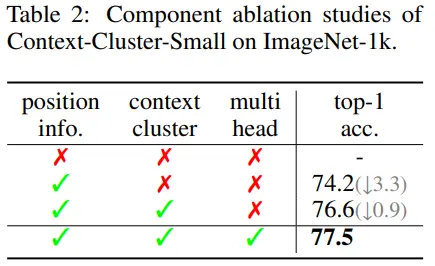 Table 2: Component ablation studies of
Context-Cluster-Small on ImageNet-1k.
position context multi top-1
info. cluster head acc.
✗ ✗ ✗ -
✓ ✗ ✗ 74.2(↓3.3)
✓ ✓ ✗ 76.6(↓0.9)
✓ ✓ ✓ 77.5